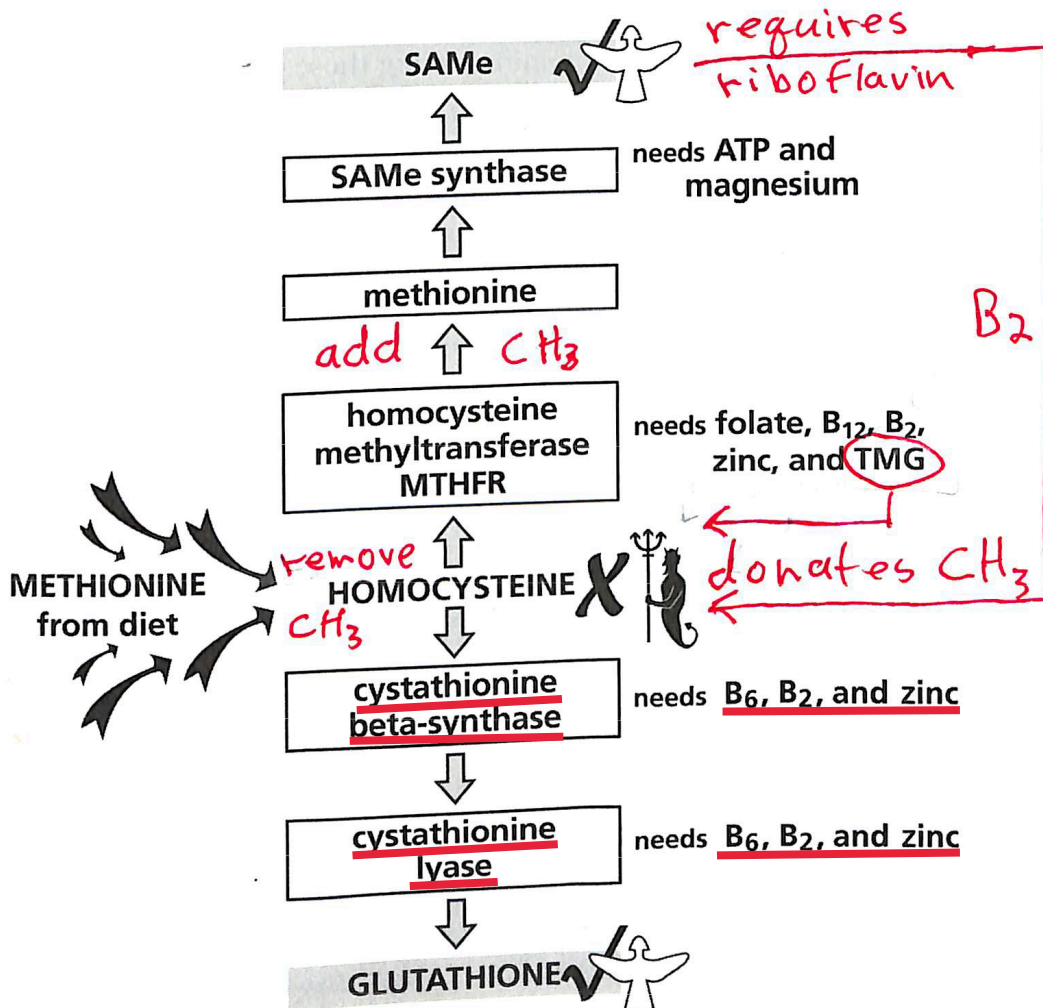 requires
riboflavin
SAMe
SAMe synthase
needs ATP and
magnesium
methionine
B₂
add CH₃
homocysteine
methyltransferase
MTHFR
needs folate, B₁₂, B₂,
zinc, and TMG
METHIONINE
from diet
remove
CH₃
HOMOCYSTEINE X
donates CH₃
cystathionine
beta-synthase
needs B₆, B₂, and zinc
cystathionine
lyase
needs B₆, B₂, and zinc
GLUTATHIONE